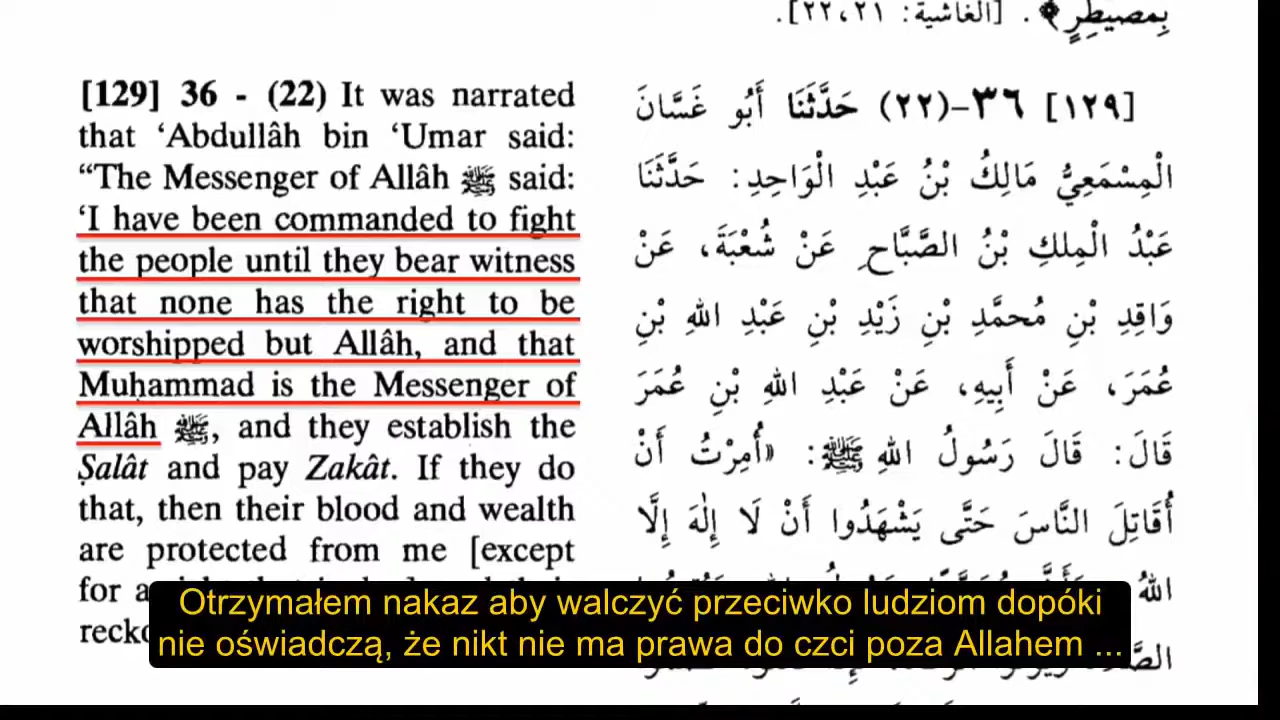 بِمُصَيْطِرٍ﴾. [الغاشية: ٢٢،٢١].
[129] 36 - (22) It was narrated
that ‘Abdullâh bin ‘Umar said:
“The Messenger of Allâh ﷺ said:
‘I have been commanded to fight
the people until they bear witness
that none has the right to be
worshipped but Allâh, and that
Muḥammad is the Messenger of
Allâh ﷺ, and they establish the
Ṣalât and pay Zakât. If they do
that, then their blood and wealth
are protected from me [except
for a
[١٢٩] ٣٦-(٢٢) حَدَّثَنَا أَبُو غَسَّانَ
الْمِسْمَعِيُّ مَالِكُ بْنُ عَبْدِ الْوَاحِدِ: حَدَّثَنَا
عَبْدُ الْمَلِكِ بْنُ الصَّبَّاحِ عَنْ شُعْبَةَ، عَنْ
وَاقِدِ بْنِ مُحَمَّدِ بْنِ زَيْدِ بْنِ عَبْدِ اللهِ بْنِ
عُمَرَ، عَنْ أَبِيهِ، عَنْ عَبْدِ اللهِ بْنِ عُمَرَ
قَالَ: قَالَ رَسُولُ اللهِ ﷺ: «أُمِرْتُ أَنْ
أُقَاتِلَ النَّاسَ حَتَّى يَشْهَدُوا أَنْ لَا إِلٰهَ إِلَّا
اللهُ
Otrzymałem nakaz aby walczyć przeciwko ludziom dopóki
nie oświadczą, że nikt nie ma prawa do czci poza Allahem ...